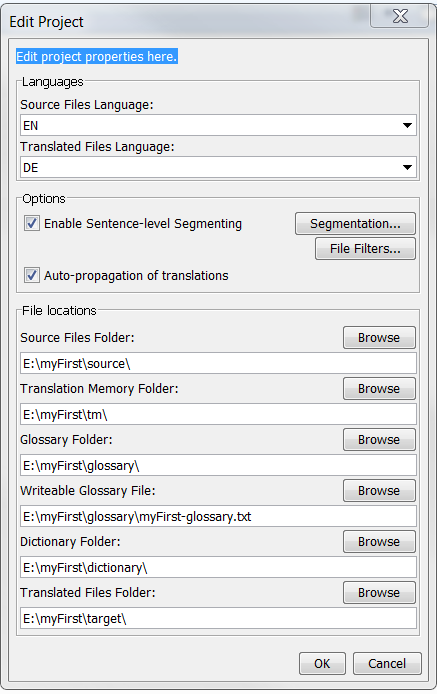 Edit Project
Edit project properties here.
Languages
Source Files Language:
EN
Translated Files Language:
DE
Options
Enable Sentence-level Segmenting Segmentation...
File Filters...
Auto-propagation of translations
File locations
Source Files Folder: Browse
E:\myFirst\source\
Translation Memory Folder: Browse
E:\myFirst\tm\
Glossary Folder: Browse
E:\myFirst\glossary\
Writeable Glossary File: Browse
E:\myFirst\glossary\myFirst-glossary.txt
Dictionary Folder: Browse
E:\myFirst\dictionary\
Translated Files Folder: Browse
E:\myFirst\target\
OK Cancel